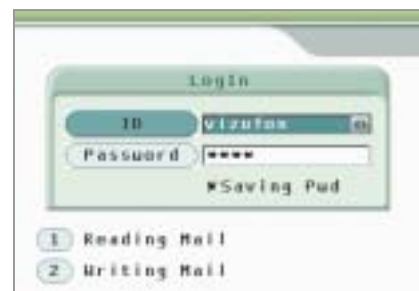 Login
ID vizufon
Password ****
Saving Pwd
1 Reading Mail
2 Writing Mail